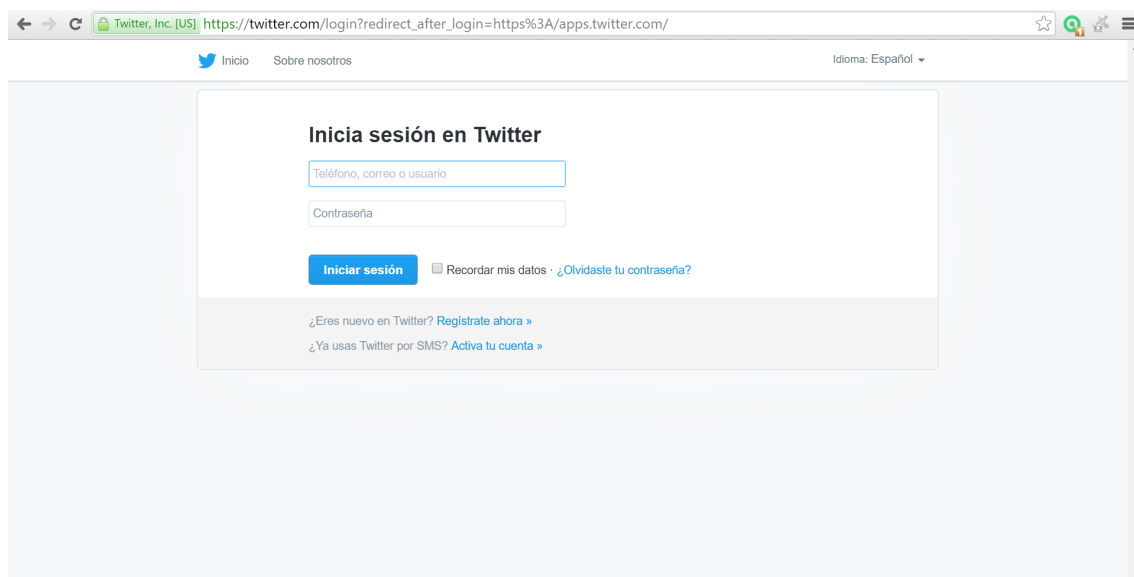 Twitter, Inc. [US] https://twitter.com/login?redirect_after_login=https%3A/apps.twitter.com/
Inicio Sobre nosotros Idioma: Español
Inicia sesión en Twitter
Teléfono, correo o usuario
Contraseña
Iniciar sesión Recordar mis datos · ¿Olvidaste tu contraseña?
¿Eres nuevo en Twitter? Regístrate ahora »
¿Ya usas Twitter por SMS? Activa tu cuenta »